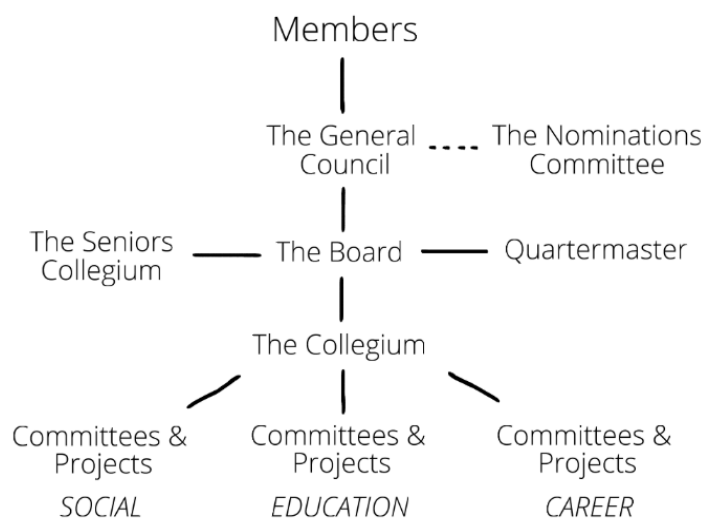 Members
The General
Council
The Nominations
Committee
The Seniors
Collegium
The Board
Quartermaster
The Collegium
Committees &
Projects
SOCIAL
Committees &
Projects
EDUCATION
Committees &
Projects
CAREER